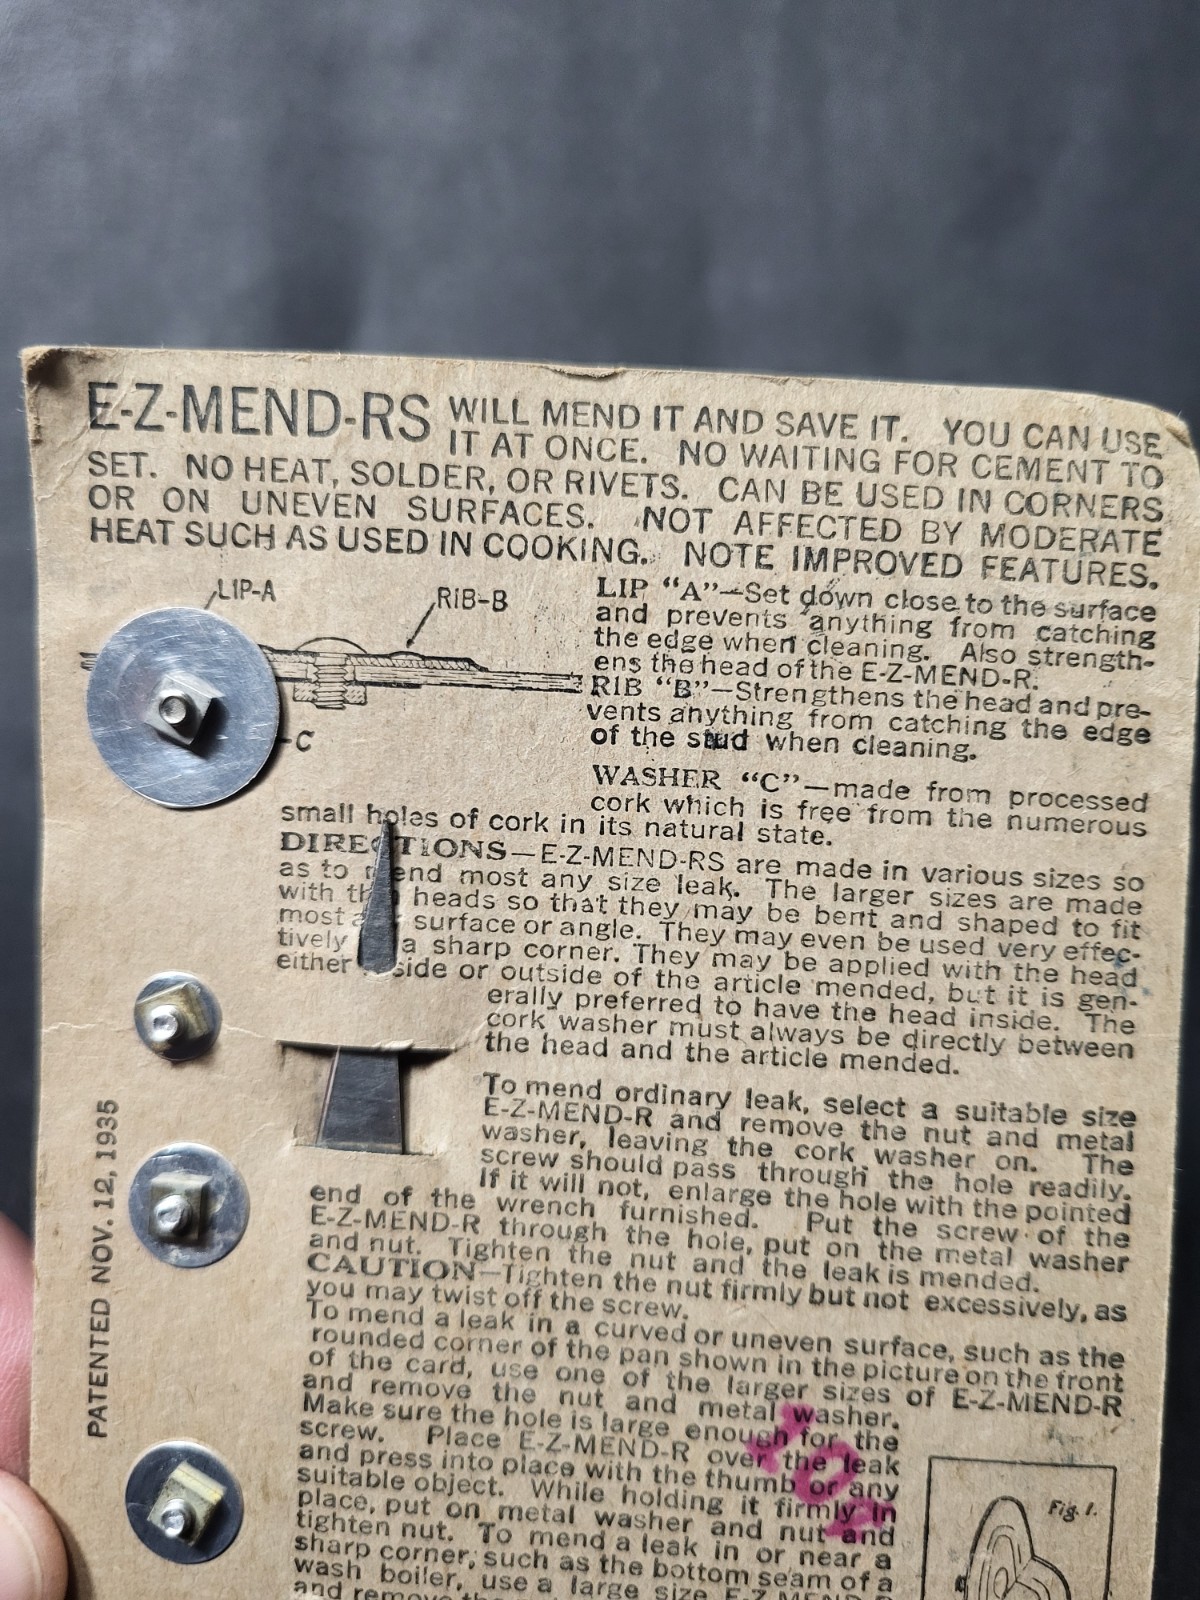 E-Z-MEND-RS WILL MEND IT AND SAVE IT. YOU CAN USE
IT AT ONCE. NO WAITING FOR CEMENT TO
SET. NO HEAT, SOLDER, OR RIVETS. CAN BE USED IN CORNERS
OR ON UNEVEN SURFACES. NOT AFFECTED BY MODERATE
HEAT SUCH AS USED IN COOKING. NOTE IMPROVED FEATURES.
LIP-A
RIB-B
C
LIP "A"—Set down close to the surface
and prevents anything from catching
the edge when cleaning. Also strength-
ens the head of the E-Z-MEND-R.
RIB "B"—Strengthens the head and pre-
vents anything from catching the edge
of the stud when cleaning.
WASHER "C"—made from processed
cork which is free from the numerous
small holes of cork in its natural state.
DIRECTIONS—E-Z-MEND-RS are made in various sizes so
as to mend most any size leak. The larger sizes are made
with heads so that they may be bent and shaped to fit
most surface or angle. They may even be used very effec-
tively a sharp corner. They may be applied with the head
either side or outside of the article mended, but it is gen-
erally preferred to have the head inside. The
cork washer must always be directly between
the head and the article mended.
To mend ordinary leak, select a suitable size
E-Z-MEND-R and remove the nut and metal
washer, leaving the cork washer on. The
screw should pass through the hole readily.
If it will not, enlarge the hole with the pointed
end of the wrench furnished. Put the screw of the
E-Z-MEND-R through the hole, put on the metal washer
and nut. Tighten the nut and the leak is mended.
CAUTION—Tighten the nut firmly but not excessively, as
you may twist off the screw.
To mend a leak in a curved or uneven surface, such as the
rounded corner of the pan shown in the picture on the front
of the card, use one of the larger sizes of E-Z-MEND-R
and remove the nut and metal washer.
Make sure the hole is large enough for the
screw. Place E-Z-MEND-R over the leak
and press into place with the thumb or any
suitable object. While holding it firmly in
place, put on metal washer and nut and
tighten nut. To mend a leak in or near a
sharp corner, such as the bottom seam of a
wash boiler, use a large size E-Z-MEND-R
and remove
PATENTED NOV. 12, 1935
Fig. 1.